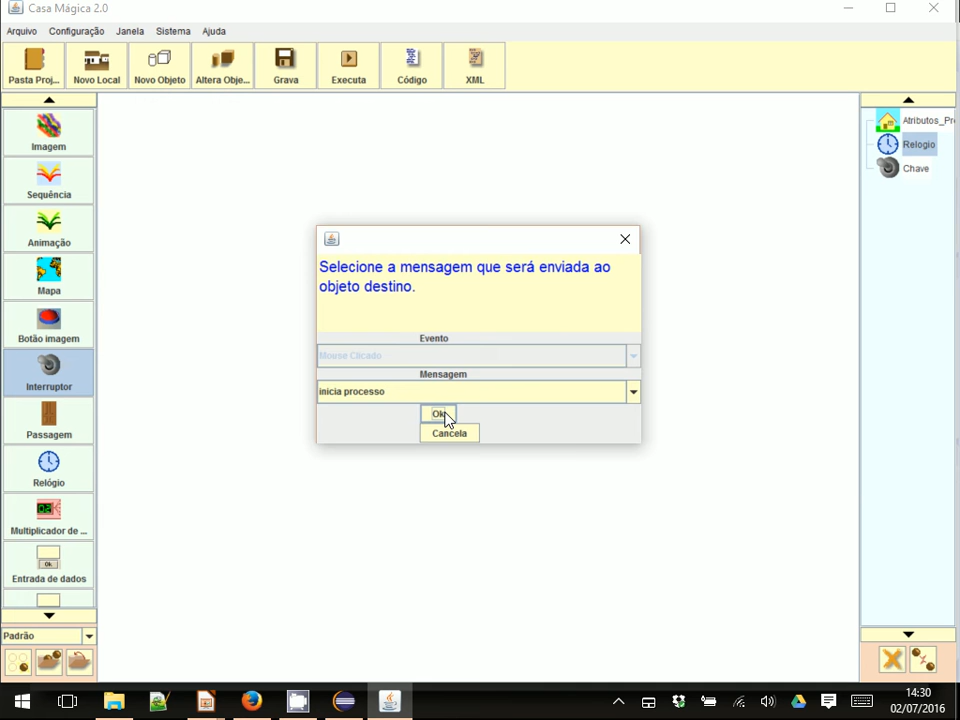 Casa Mágica 2.0
Arquivo Configuração Janela Sistema Ajuda
Pasta Proj... Novo Local Novo Objeto Altera Obje... Grava Executa Código XML
Imagem
Sequência
Animação
Mapa
Botão imagem
Interruptor
Passagem
Relógio
Multiplicador de ...
Ok
Entrada de dados
Padrão
Selecione a mensagem que será enviada ao
objeto destino.
Evento
Mouse Clicado
Mensagem
inicia processo
Ok
Cancela
Atributos_Pr
Relogio
Chave
14:30
02/07/2016